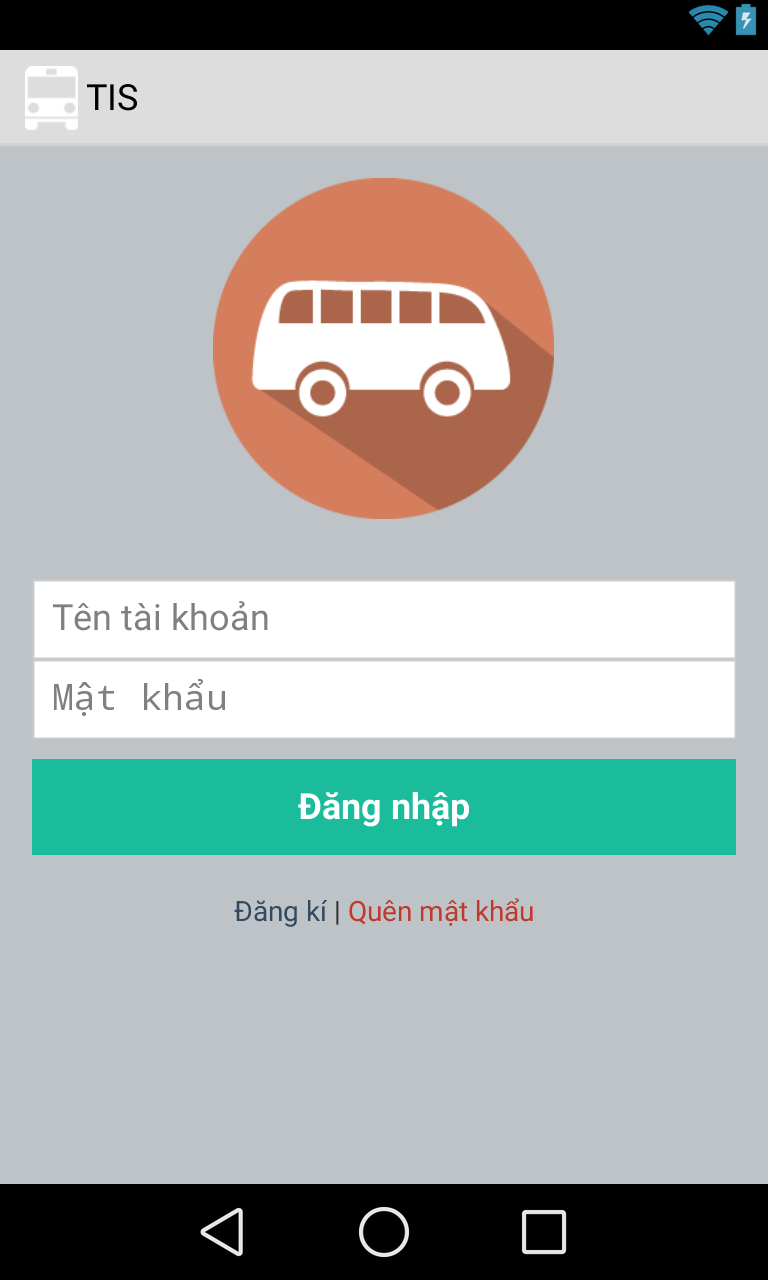 TIS
Tên tài khoản
Mật khẩu
Đăng nhập
Đăng kí | Quên mật khẩu